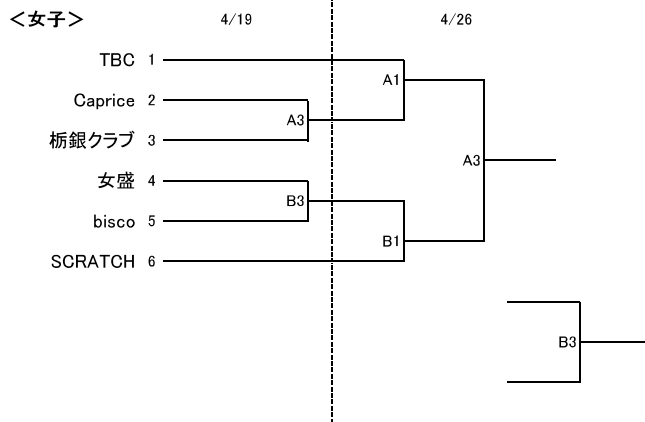 ＜女子＞ 4/19 4/26
TBC 1
A1
Caprice 2
A3
栃銀クラブ 3
A3
女盛 4
B3
bisco 5
B1
SCRATCH 6
B3